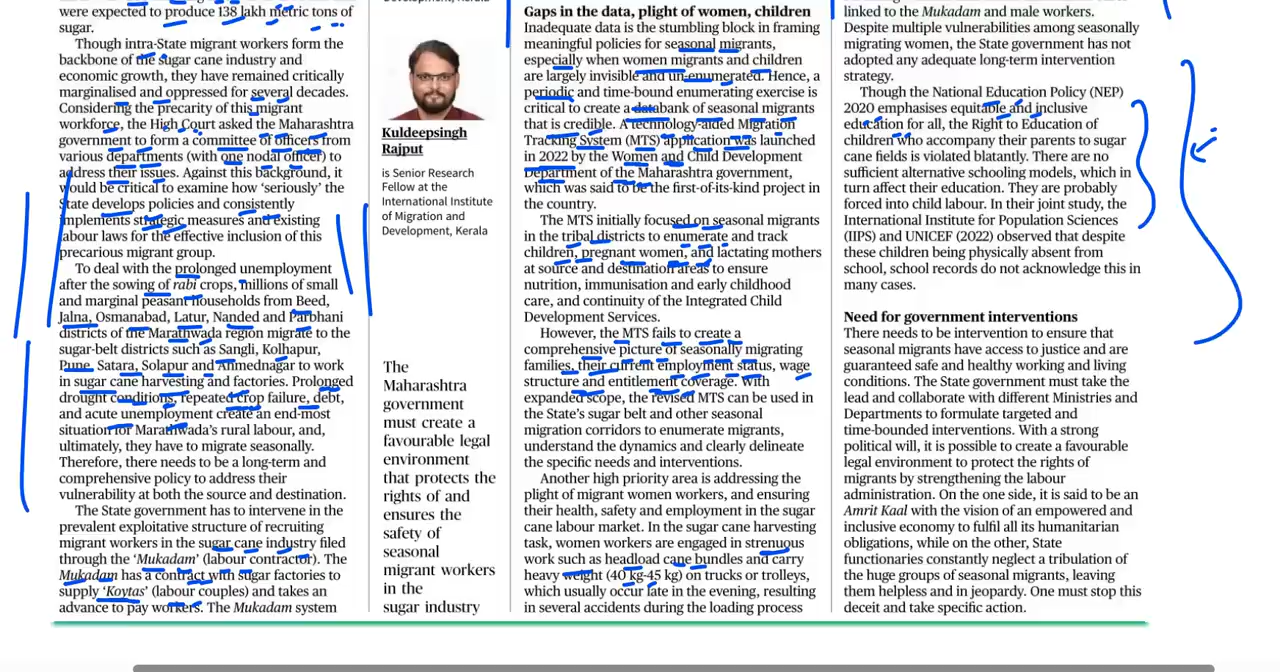 were expected to produce 138 lakh metric tons of
sugar.
Though intra-State migrant workers form the
backbone of the sugar cane industry and
economic growth, they have remained critically
marginalised and oppressed for several decades.
Considering the precarity of this migrant
workforce, the High Court asked the Maharashtra
government to form a committee of officers from
various departments (with one nodal officer) to
address their issues. Against this background, it
would be critical to examine how ‘seriously’ the
State develops policies and consistently
implements strategic measures and existing
labour laws for the effective inclusion of this
precarious migrant group.
To deal with the prolonged unemployment
after the sowing of rabi crops, millions of small
and marginal peasant households from Beed,
Jalna, Osmanabad, Latur, Nanded and Parbhani
districts of the Marathwada region migrate to the
sugar-belt districts such as Sangli, Kolhapur,
Pune, Satara, Solapur and Ahmednagar to work
in sugar cane harvesting and factories. Prolonged
drought conditions, repeated crop failure, debt,
and acute unemployment create an end-most
situation for Marathwada’s rural labour, and,
ultimately, they have to migrate seasonally.
Therefore, there needs to be a long-term and
comprehensive policy to address their
vulnerability at both the source and destination.
The State government has to intervene in the
prevalent exploitative structure of recruiting
migrant workers in the sugar cane industry filed
through the ‘Mukadam’ (labour contractor). The
Mukadam has a contract with sugar factories to
supply ‘Koytas’ (labour couples) and takes an
advance to pay workers. The Mukadam system
Kuldeepsingh
Rajput
is Senior Research
Fellow at the
International Institute
of Migration and
Development, Kerala
The
Maharashtra
government
must create a
favourable legal
environment
that protects the
rights of and
ensures the
safety of
seasonal
migrant workers
in the
sugar industry
Gaps in the data, plight of women, children
Inadequate data is the stumbling block in framing
meaningful policies for seasonal migrants,
especially when women migrants and children
are largely invisible and un-enumerated. Hence, a
periodic and time-bound enumerating exercise is
critical to create a databank of seasonal migrants
that is credible. A technology-aided Migration
Tracking System (MTS) application was launched
in 2022 by the Women and Child Development
Department of the Maharashtra government,
which was said to be the first-of-its-kind project in
the country.
The MTS initially focused on seasonal migrants
in the tribal districts to enumerate and track
children, pregnant women, and lactating mothers
at source and destination areas to ensure
nutrition, immunisation and early childhood
care, and continuity of the Integrated Child
Development Services.
However, the MTS fails to create a
comprehensive picture of seasonally migrating
families, their current employment status, wage
structure and entitlement coverage. With
expanded scope, the revised MTS can be used in
the State’s sugar belt and other seasonal
migration corridors to enumerate migrants,
understand the dynamics and clearly delineate
the specific needs and interventions.
Another high priority area is addressing the
plight of migrant women workers, and ensuring
their health, safety and employment in the sugar
cane labour market. In the sugar cane harvesting
task, women workers are engaged in strenuous
work such as headload cane bundles and carry
heavy weight (40 kg-45 kg) on trucks or trolleys,
which usually occur late in the evening, resulting
in several accidents during the loading process
linked to the Mukadam and male workers.
Despite multiple vulnerabilities among seasonally
migrating women, the State government has not
adopted any adequate long-term intervention
strategy.
Though the National Education Policy (NEP)
2020 emphasises equitable and inclusive
education for all, the Right to Education of
children who accompany their parents to sugar
cane fields is violated blatantly. There are no
sufficient alternative schooling models, which in
turn affect their education. They are probably
forced into child labour. In their joint study, the
International Institute for Population Sciences
(IIPS) and UNICEF (2022) observed that despite
these children being physically absent from
school, school records do not acknowledge this in
many cases.
Need for government interventions
There needs to be intervention to ensure that
seasonal migrants have access to justice and are
guaranteed safe and healthy working and living
conditions. The State government must take the
lead and collaborate with different Ministries and
Departments to formulate targeted and
time-bounded interventions. With a strong
political will, it is possible to create a favourable
legal environment to protect the rights of
migrants by strengthening the labour
administration. On the one side, it is said to be an
Amrit Kaal with the vision of an empowered and
inclusive economy to fulfil all its humanitarian
obligations, while on the other, State
functionaries constantly neglect a tribulation of
the huge groups of seasonal migrants, leaving
them helpless and in jeopardy. One must stop this
deceit and take specific action.